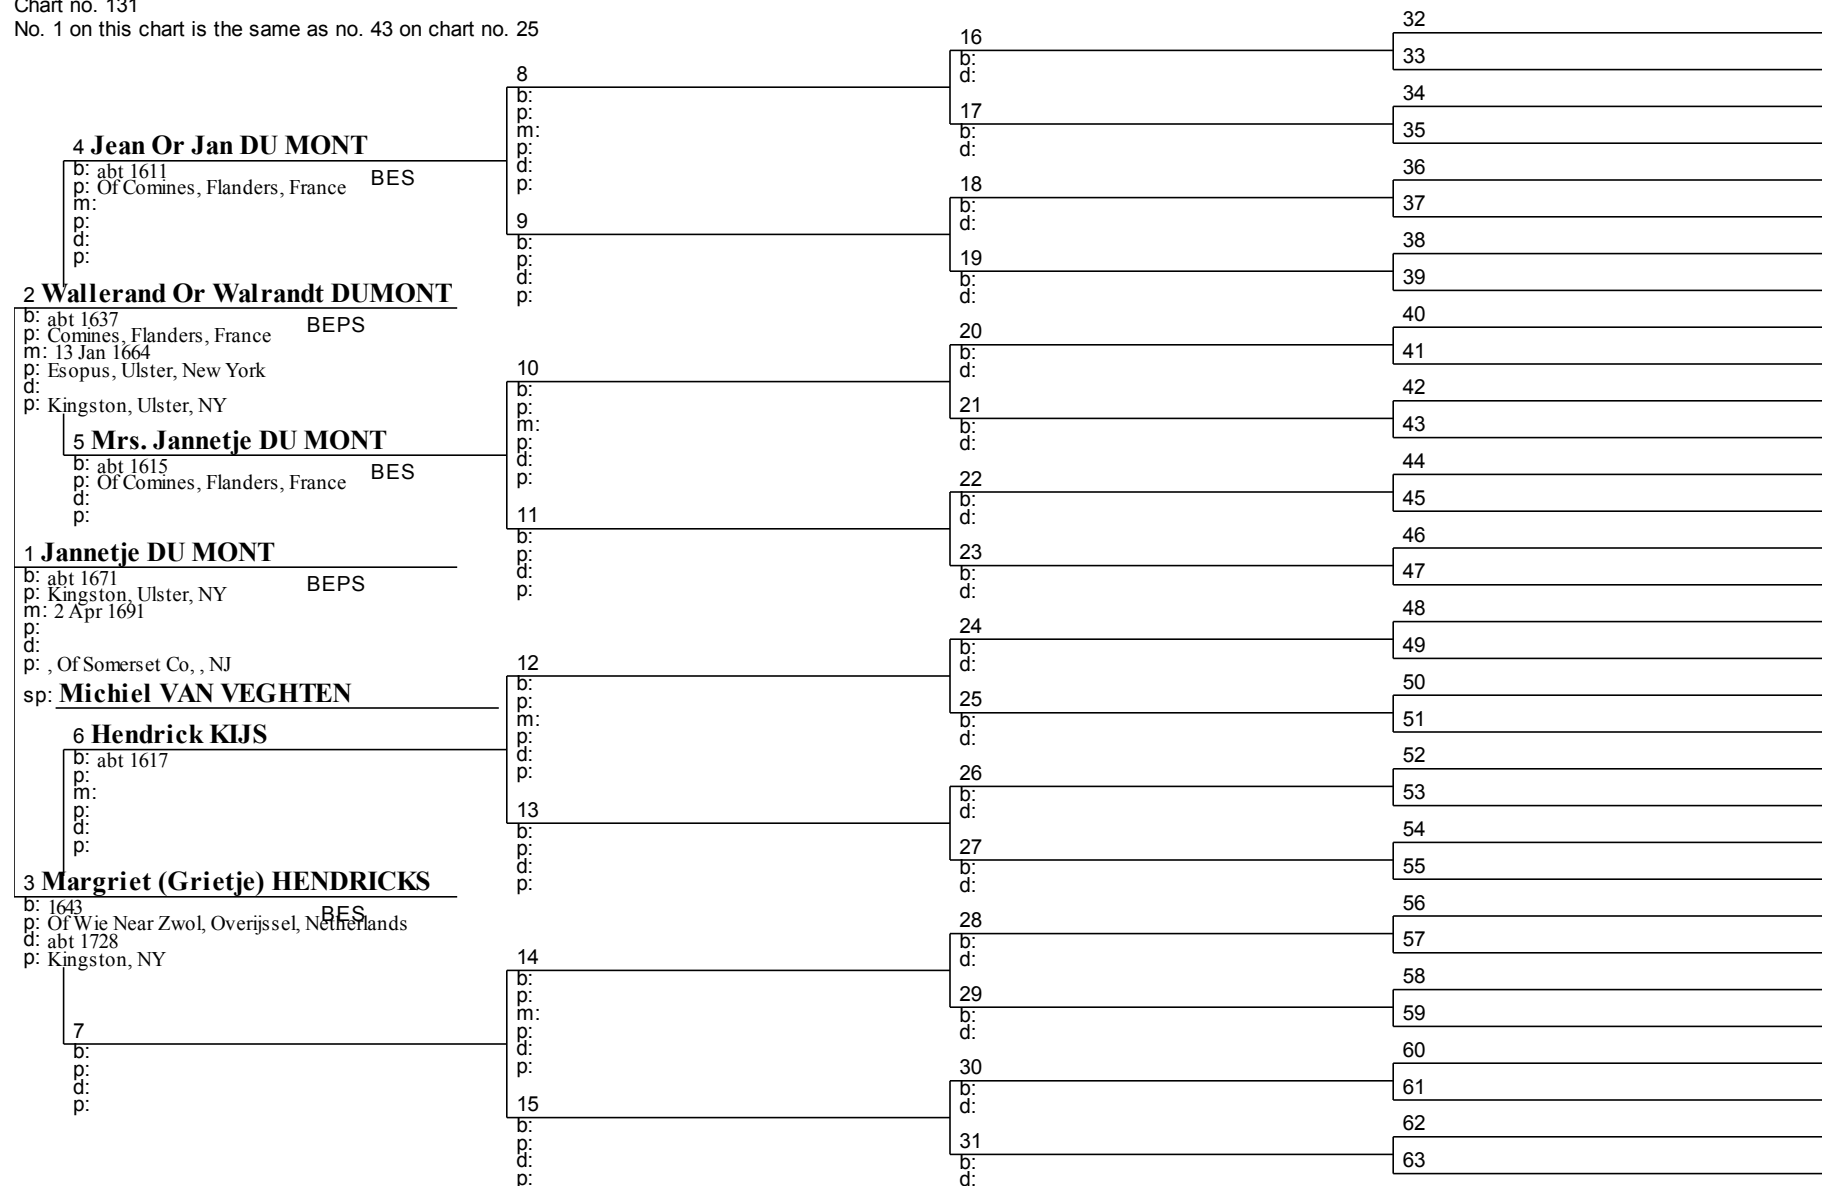 Chart no. 131
No. 1 on this chart is the same as no. 43 on chart no. 25
4 Jean Or Jan DU MONT
b: abt 1611
BES
p: Of Comines, Flanders, France
m:
p:
d:
p:
2 Wallerand Or Walrandt DUMONT
b: abt 1637
BEPS
p: Comines, Flanders, France
m: 13 Jan 1664
p: Esopus, Ulster, New York
d:
p: Kingston, Ulster, NY
5 Mrs. Jannetje DU MONT
b: abt 1615
BES
p: Of Comines, Flanders, France
d:
p:
1 Jannetje DU MONT
b: abt 1671
BEPS
p: Kingston, Ulster, NY
m: 2 Apr 1691
p:
d:
p: , Of Somerset Co, , NJ
sp: Michiel VAN VEGHTEN
6 Hendrick KIJS
b: abt 1617
p:
m:
p:
d:
p:
3 Margriet (Grietje) HENDRICKS
b: 1643
BES
p: Of Wie Near Zwol, Overijssel, Netherlands
d: abt 1728
p: Kingston, NY
7
b:
p:
d:
p:
8
b:
p:
m:
p:
d:
p:
9
b:
p:
d:
p:
10
b:
p:
m:
p:
d:
p:
11
b:
p:
d:
p:
12
b:
p:
m:
p:
d:
p:
13
b:
p:
d:
p:
14
b:
p:
m:
p:
d:
p:
15
b:
p:
d:
p:
16
b:
d:
17
b:
d:
18
b:
d:
19
b:
d:
20
b:
d:
21
b:
d:
22
b:
d:
23
b:
d:
24
b:
d:
25
b:
d:
26
b:
d:
27
b:
d:
28
b:
d:
29
b:
d:
30
b:
d:
31
b:
d:
32
33
34
35
36
37
38
39
40
41
42
43
44
45
46
47
48
49
50
51
52
53
54
55
56
57
58
59
60
61
62
63